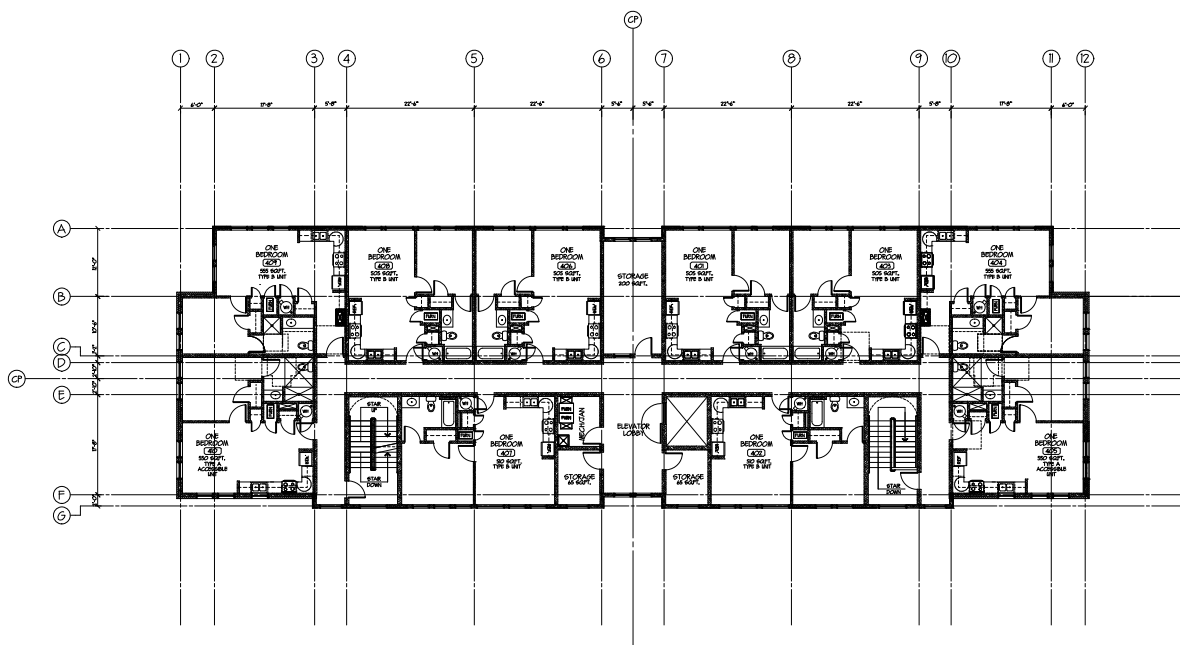 CP
1 2 3 4 5 6 7 8 9 10 11 12
6'-0" 17'-8" 5'-8" 22'-6" 22'-6" 5'-6" 5'-6" 22'-6" 22'-6" 5'-8" 17'-8" 6'-0"
A
B
C
D
CP
E
F
G
ONE
BEDROOM
409
555 SQ.FT.
TYPE B UNIT
ONE
BEDROOM
408
505 SQ.FT.
TYPE B UNIT
ONE
BEDROOM
406
505 SQ.FT.
TYPE B UNIT
STORAGE
200 SQ.FT.
ONE
BEDROOM
401
505 SQ.FT.
TYPE B UNIT
ONE
BEDROOM
403
505 SQ.FT.
TYPE B UNIT
ONE
BEDROOM
404
555 SQ.FT.
TYPE B UNIT
STAIR
UP
STAIR
DOWN
ONE
BEDROOM
410
550 SQ.FT.
TYPE A
ACCESSIBLE
UNIT
ONE
BEDROOM
407
510 SQ.FT.
TYPE B UNIT
MECH/JAN
STORAGE
65 SQ.FT.
ELEVATOR
LOBBY
STORAGE
65 SQ.FT.
ONE
BEDROOM
402
510 SQ.FT.
TYPE B UNIT
STAIR
DOWN
ONE
BEDROOM
405
550 SQ.FT.
TYPE A
ACCESSIBLE
UNIT